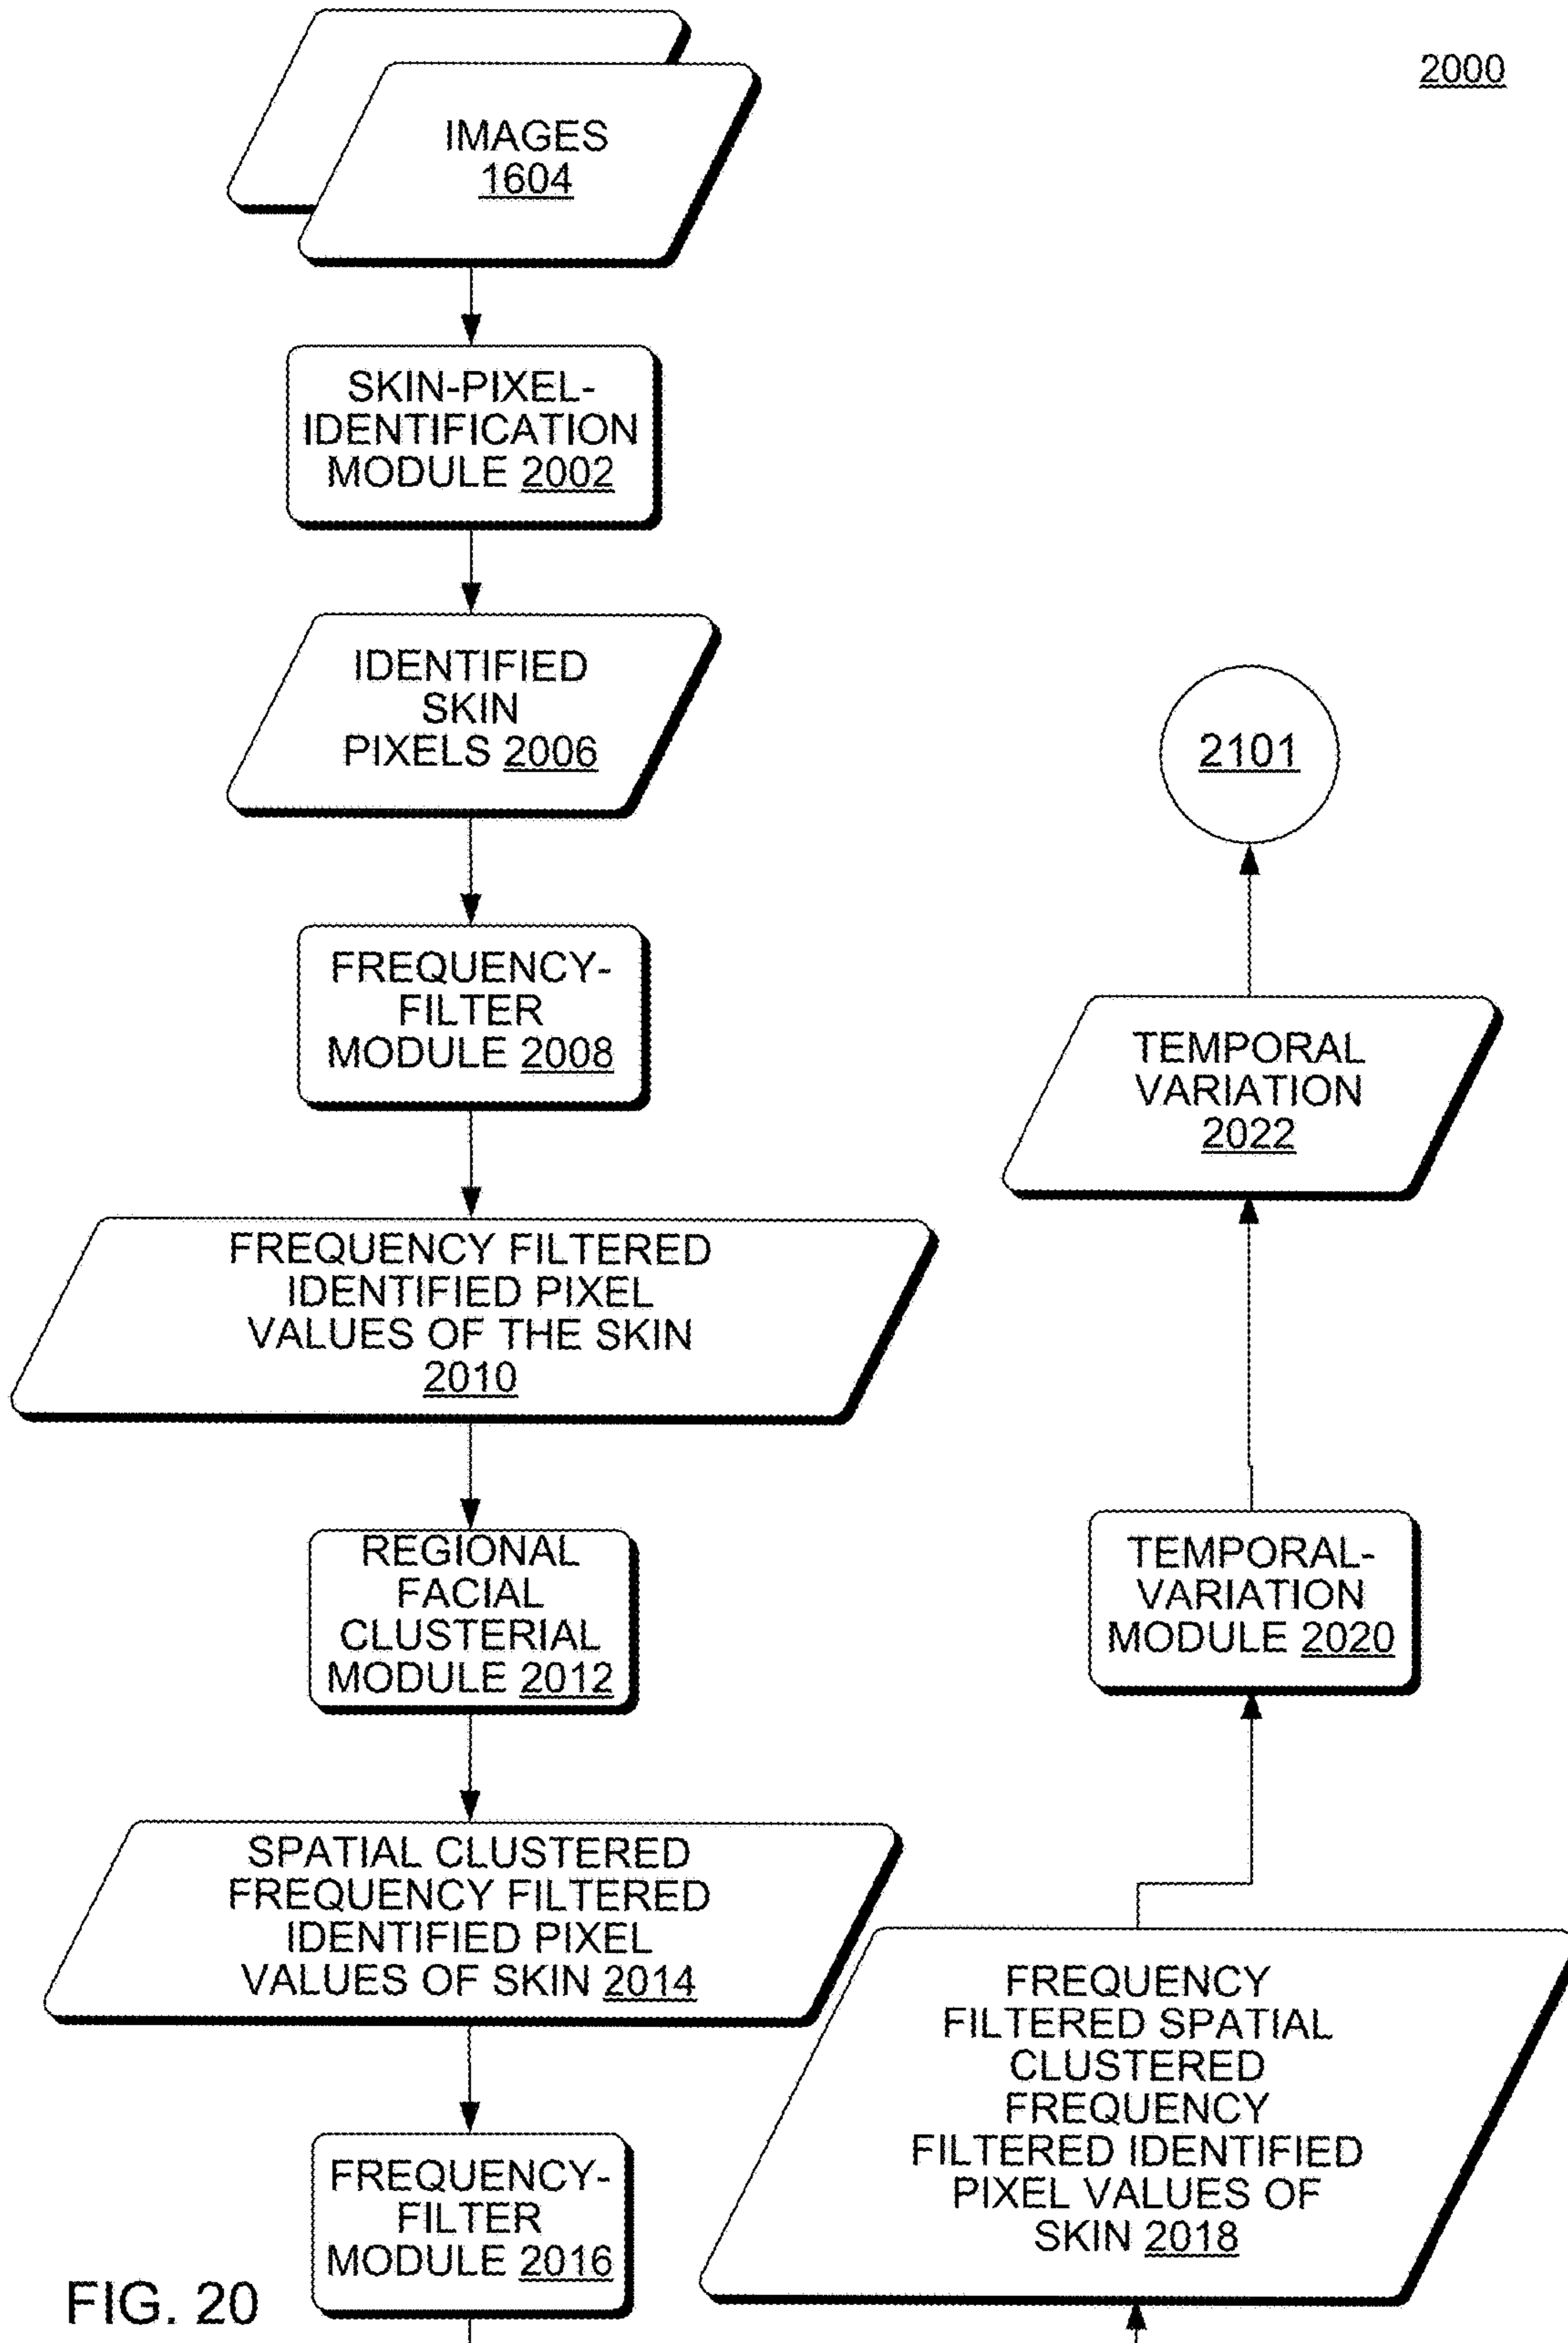 2000
IMAGES
1604
SKIN-PIXEL-
IDENTIFICATION
MODULE 2002
IDENTIFIED
SKIN
PIXELS 2006
FREQUENCY-
FILTER
MODULE 2008
FREQUENCY FILTERED
IDENTIFIED PIXEL
VALUES OF THE SKIN
2010
REGIONAL
FACIAL
CLUSTERIAL
MODULE 2012
SPATIAL CLUSTERED
FREQUENCY FILTERED
IDENTIFIED PIXEL
VALUES OF SKIN 2014
FREQUENCY-
FILTER
MODULE 2016
FREQUENCY
FILTERED SPATIAL
CLUSTERED
FREQUENCY
FILTERED IDENTIFIED
PIXEL VALUES OF
SKIN 2018
TEMPORAL-
VARIATION
MODULE 2020
TEMPORAL
VARIATION
2022
2101
FIG. 20